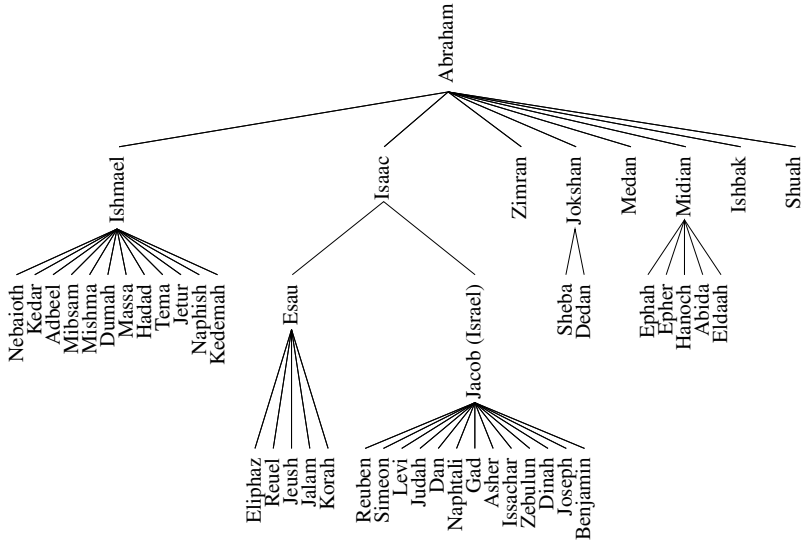 Abraham
Ishmael
Isaac
Zimran
Jokshan
Medan
Midian
Ishbak
Shuah
Nebaioth
Kedar
Adbeel
Mibsam
Mishma
Dumah
Massa
Hadad
Tema
Jetur
Naphish
Kedemah
Esau
Jacob (Israel)
Sheba
Dedan
Ephah
Epher
Hanoch
Abida
Eldaah
Eliphaz
Reuel
Jeush
Jalam
Korah
Reuben
Simeon
Levi
Judah
Dan
Naphtali
Gad
Asher
Issachar
Zebulun
Dinah
Joseph
Benjamin